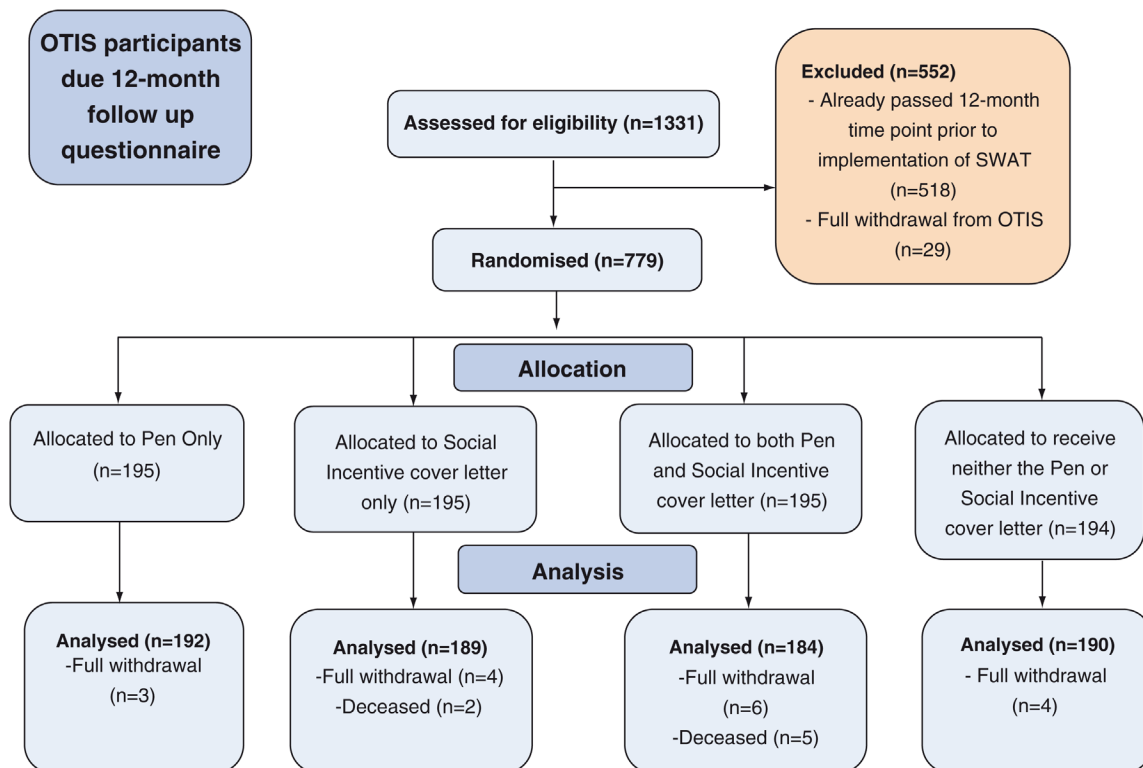 OTIS participants
due 12-month
follow up
questionnaire
Assessed for eligibility (n=1331)
Excluded (n=552)
- Already passed 12-month
time point prior to
implementation of SWAT
(n=518)
- Full withdrawal from OTIS
(n=29)
Randomised (n=779)
Allocation
Allocated to Pen Only
(n=195)
Allocated to Social
Incentive cover letter
only (n=195)
Allocated to both Pen
and Social Incentive
cover letter (n=195)
Allocated to receive
neither the Pen or
Social Incentive
cover letter (n=194)
Analysis
Analysed (n=192)
-Full withdrawal
(n=3)
Analysed (n=189)
-Full withdrawal (n=4)
-Deceased (n=2)
Analysed (n=184)
-Full withdrawal
(n=6)
-Deceased (n=5)
Analysed (n=190)
- Full withdrawal
(n=4)